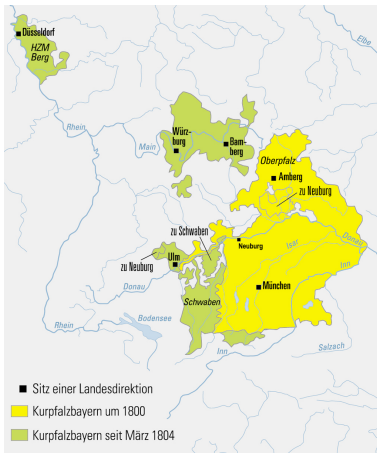 Düsseldorf
HZM
Berg
Elbe
Rhein
Main
Würz-
burg
Bam-
berg
Oberpfalz
Amberg
zu Neuburg
zu Schwaben
Neuburg
Donau
zu Neuburg
Ulm
Isar
Inn
Donau
München
Schwaben
Bodensee
Rhein
Inn
Salzach
Sitz einer Landesdirektion
Kurpfalzbayern um 1800
Kurpfalzbayern seit März 1804